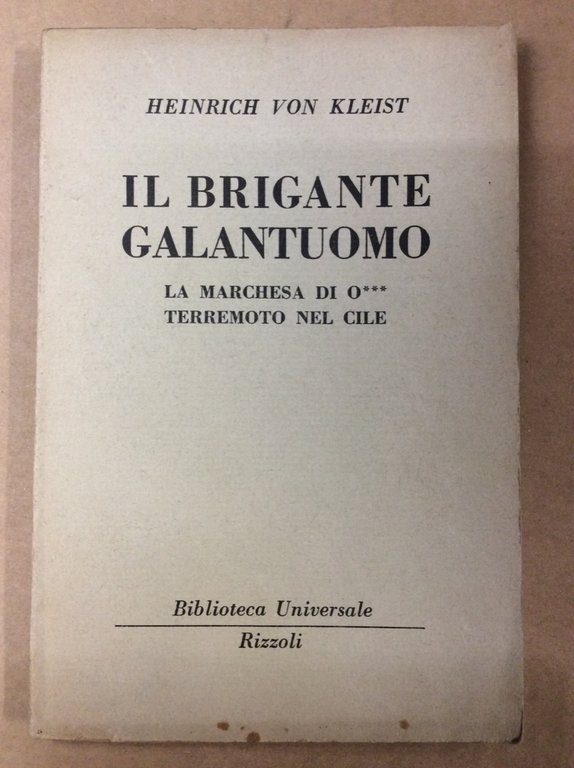 HEINRICH VON KLEIST
IL BRIGANTE
GALANTUOMO
LA MARCHESA DI O***
TERREMOTO NEL CILE
Biblioteca Universale
Rizzoli